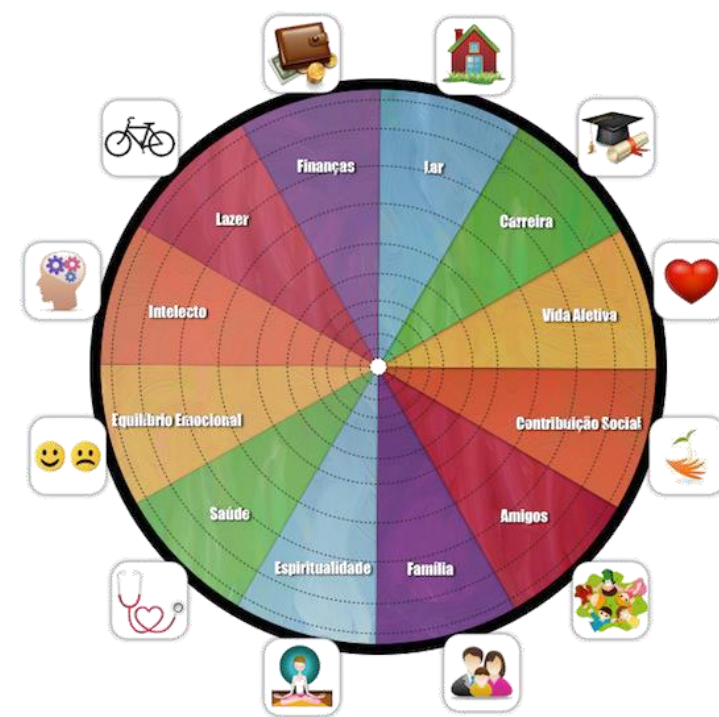 Finanças
Lar
Carreira
Lazer
Intelecto
Vida Afetiva
Equilíbrio Emocional
Contribuição Social
Saúde
Amigos
Espiritualidade
Família